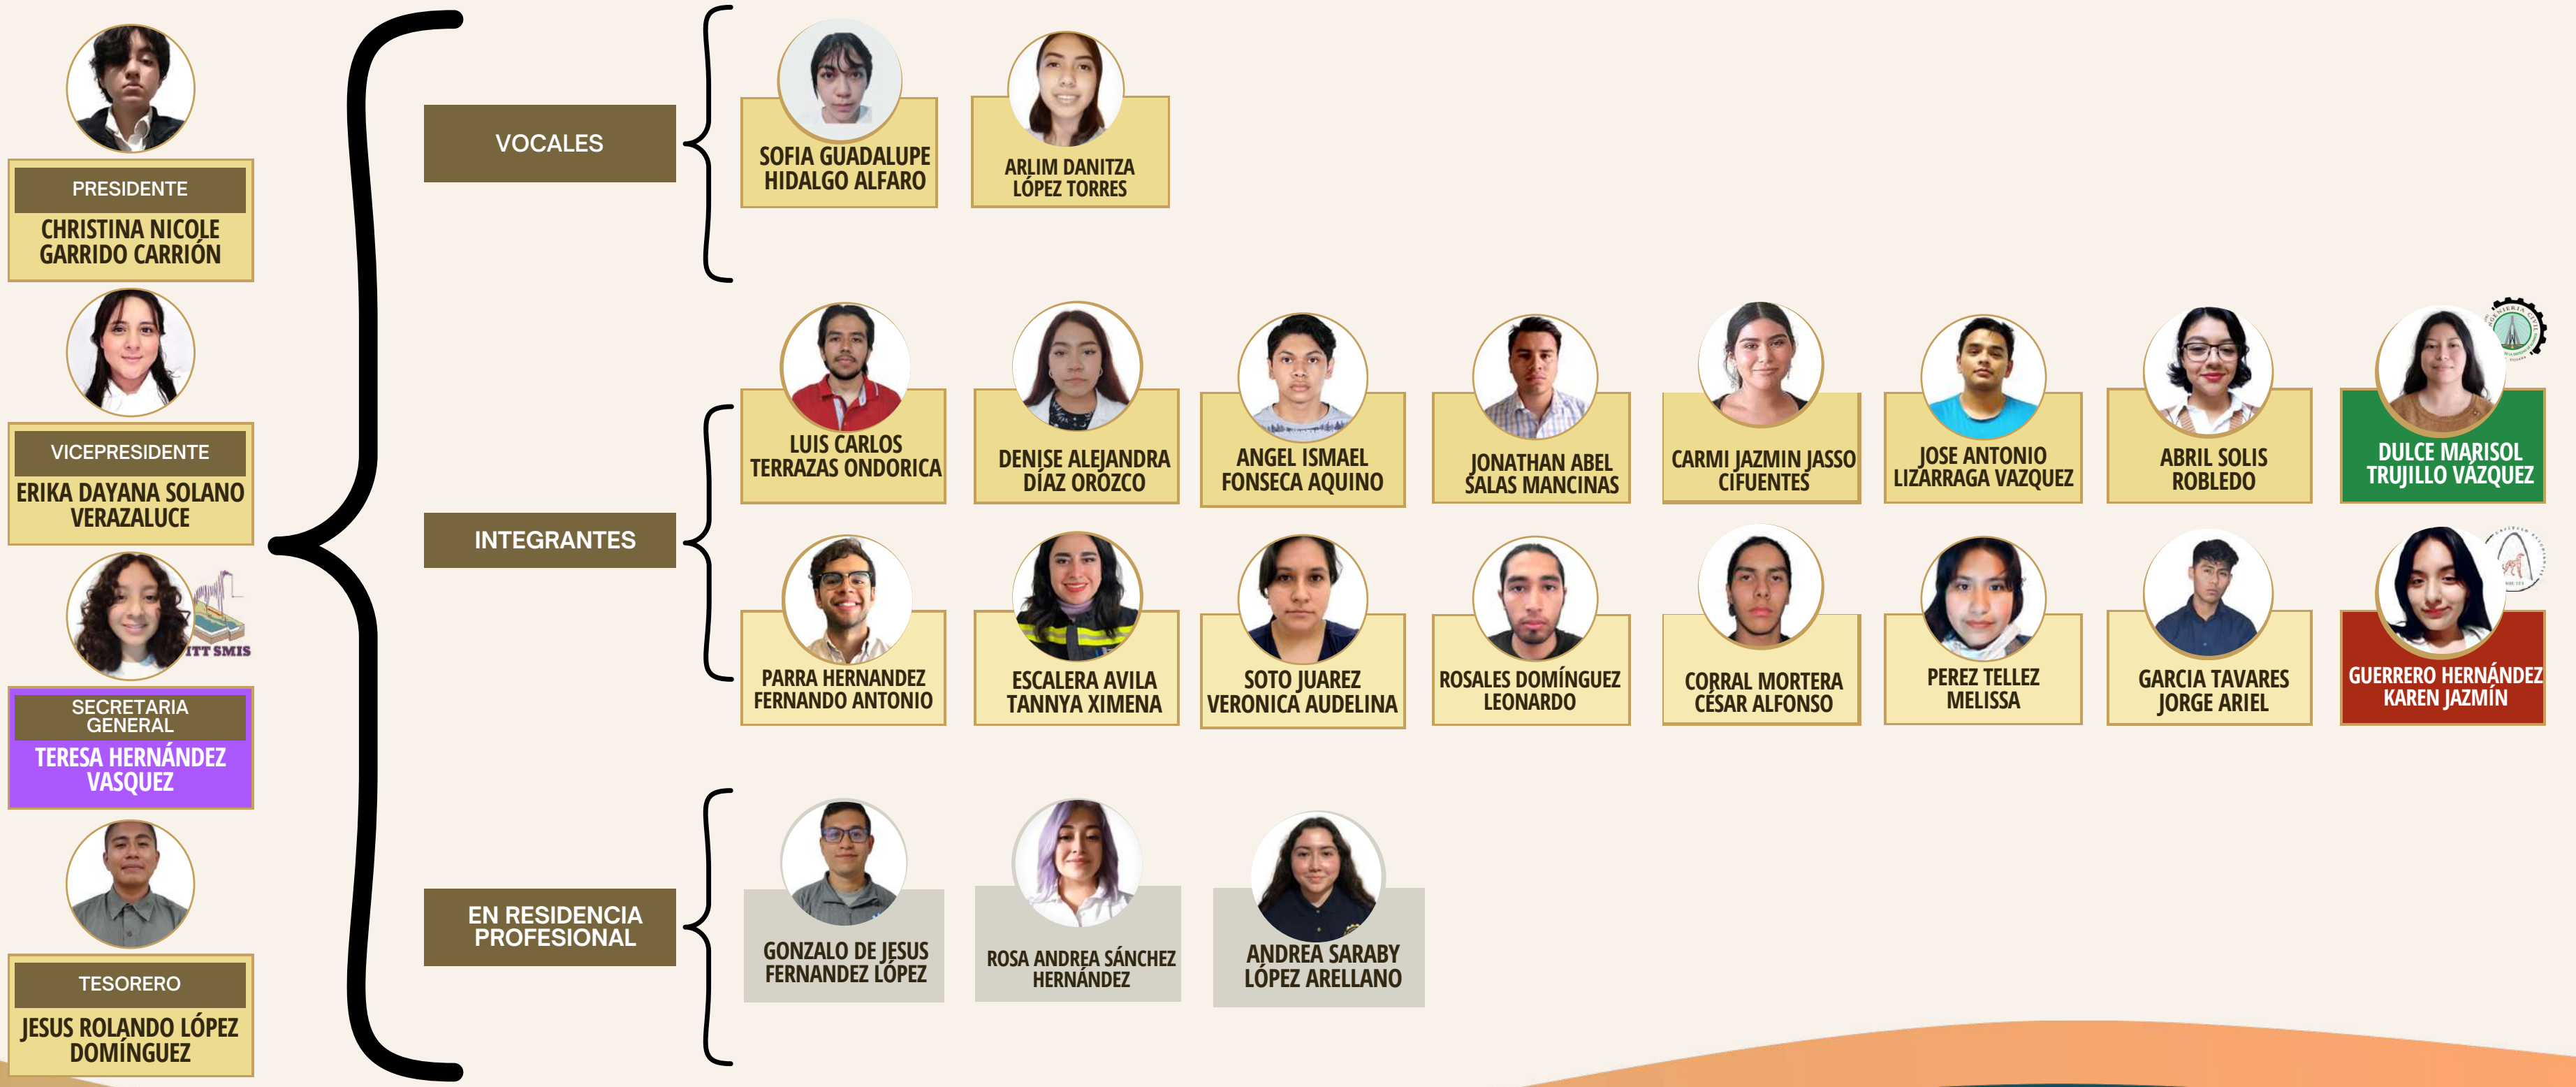 PRESIDENTE
CHRISTINA NICOLE
GARRIDO CARRIÓN
VICEPRESIDENTE
ERIKA DAYANA SOLANO
VERAZALUCE
ITT SMIS
SECRETARIA
GENERAL
TERESA HERNÁNDEZ
VASQUEZ
TESORERO
JESUS ROLANDO LÓPEZ
DOMÍNGUEZ
VOCALES
SOFIA GUADALUPE
HIDALGO ALFARO
ARLIM DANITZA
LÓPEZ TORRES
INTEGRANTES
LUIS CARLOS
TERRAZAS ONDORICA
DENISE ALEJANDRA
DÍAZ OROZCO
ANGEL ISMAEL
FONSECA AQUINO
JONATHAN ABEL
SALAS MANCINAS
CARMI JAZMIN JASSO
CIFUENTES
JOSE ANTONIO
LIZÁRRAGA VAZQUEZ
ABRIL SOLIS
ROBLEDO
DULCE MARISOL
TRUJILLO VÁZQUEZ
PARRA HERNANDEZ
FERNANDO ANTONIO
ESCALERA AVILA
TANNYA XIMENA
SOTO JUAREZ
VERONICA AUDELINA
ROSALES DOMÍNGUEZ
LEONARDO
CORRAL MORTERA
CÉSAR ALFONSO
PEREZ TELLEZ
MELISSA
GARCIA TAVARES
JORGE ARIEL
GUERRERO HERNÁNDEZ
KAREN JAZMÍN
EN RESIDENCIA
PROFESIONAL
GONZALO DE JESUS
FERNANDEZ LÓPEZ
ROSA ANDREA SÁNCHEZ
HERNÁNDEZ
ANDREA SARABY
LÓPEZ ARELLANO